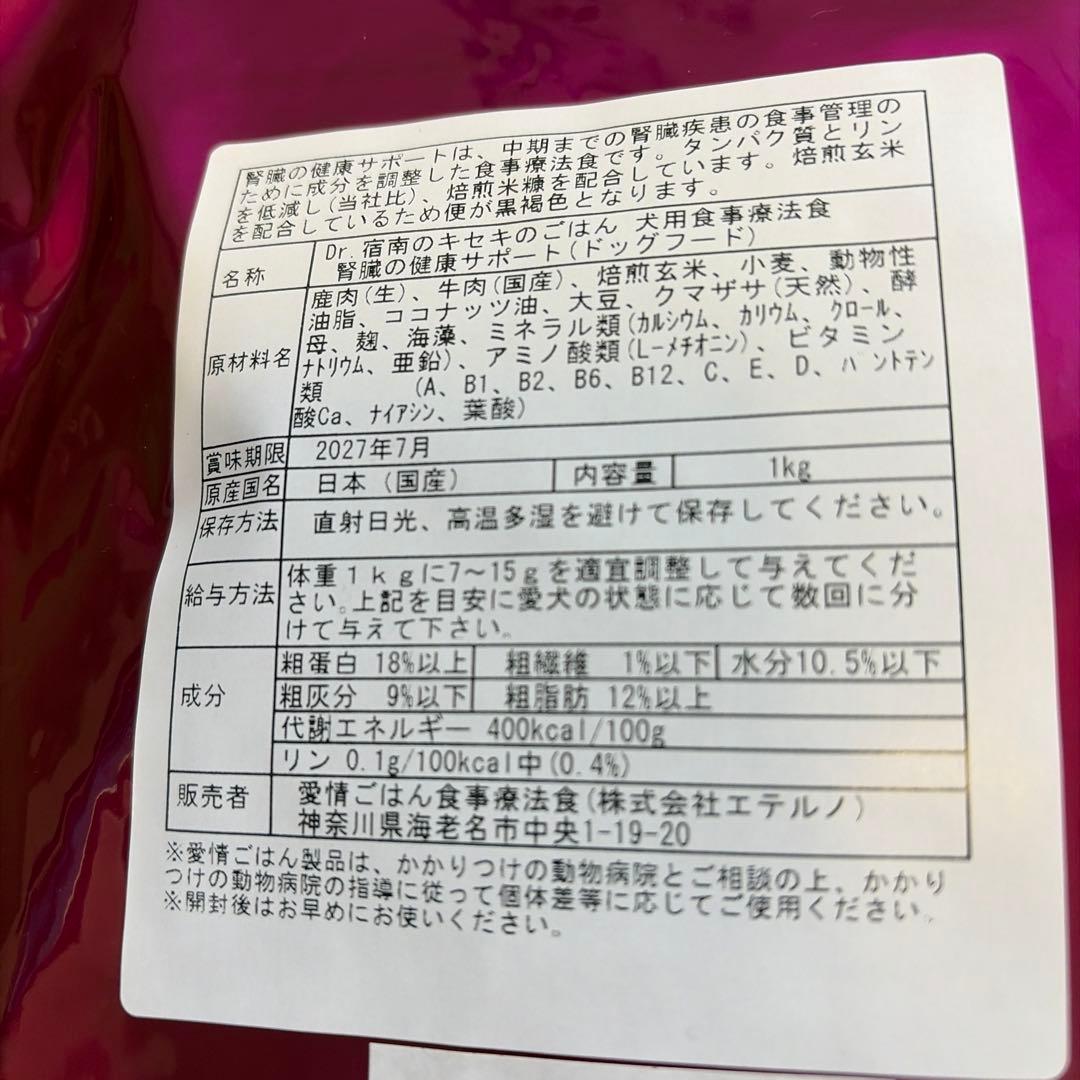 腎臓の健康サポートは、中期までの腎臓疾患の食事管理の
ために成分を調整した食事療法食です。タンパク質とリン
を低減し(当社比)、焙煎米糠を配合しています。焙煎玄米
を配合しているため便が黒褐色となります。
名称 Dr.宿南のキセキのごはん 犬用食事療法食
腎臓の健康サポート(ドッグフード)
原材料名 鹿肉(生)、牛肉(国産)、焙煎玄米、小麦、動物性
油脂、ココナッツ油、大豆、クマザサ(天然)、酵
母、麹、海藻、ミネラル類(カルシウム、カリウム、クロール、
ナトリウム、亜鉛)、アミノ酸類(L-メチオニン)、ビタミン
類 (A、B1、B2、B6、B12、C、E、D、パントテン
酸Ca、ナイアシン、葉酸)
賞味期限 2027年7月
原産国名 日本(国産) 内容量 1kg
保存方法 直射日光、高温多湿を避けて保存してください。
給与方法 体重1kgに7~15gを適宜調整して与えてくだ
さい。上記を目安に愛犬の状態に応じて数回に分
けて与えて下さい。
成分 粗蛋白 18%以上 粗繊維 1%以下 水分10.5%以下
粗灰分 9%以下 粗脂肪 12%以上
代謝エネルギー 400kcal/100g
リン 0.1g/100kcal中(0.4%)
販売者 愛情ごはん食事療法食(株式会社エテルノ)
神奈川県海老名市中央1-19-20
※愛情ごはん製品は、かかりつけの動物病院とご相談の上、かかり
つけの動物病院の指導に従って個体差等に応じてご使用ください。
※開封後はお早めにお使いください。